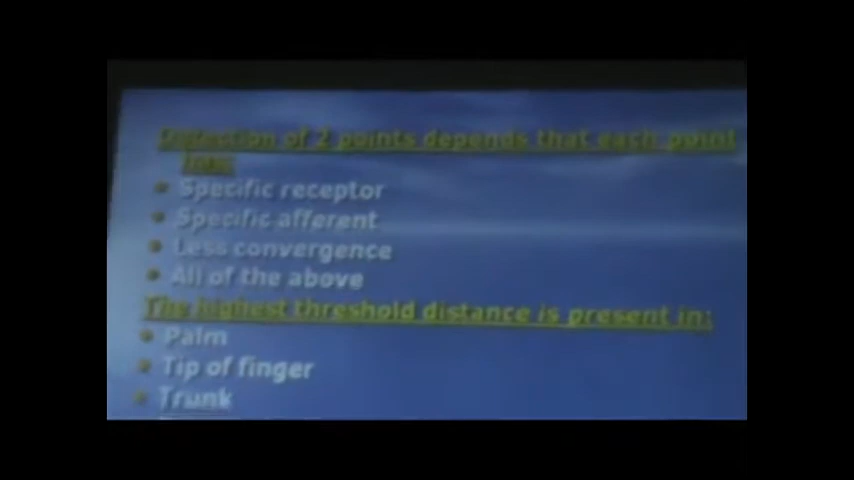 Detection of 2 points depends that each point
has:
Specific receptor
Specific afferent
Less convergence
All of the above
The highest threshold distance is present in:
Palm
Tip of finger
Trunk